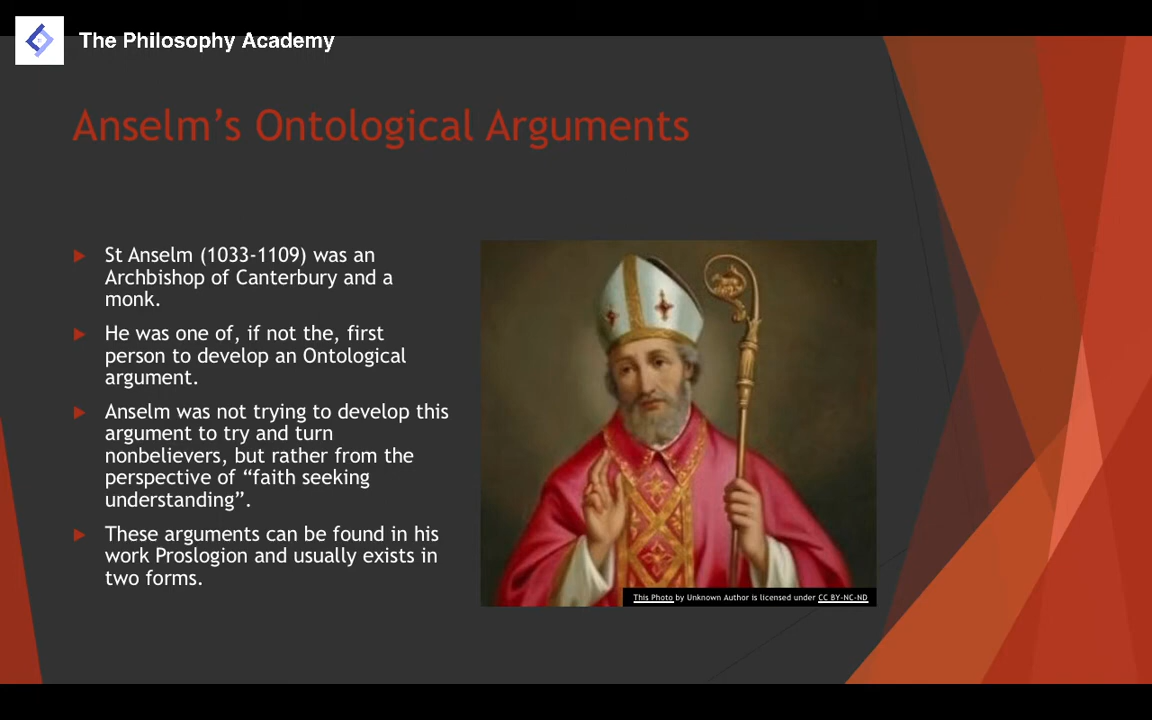 The Philosophy Academy
Anselm’s Ontological Arguments
St Anselm (1033-1109) was an
Archbishop of Canterbury and a
monk.
He was one of, if not the, first
person to develop an Ontological
argument.
Anselm was not trying to develop this
argument to try and turn
nonbelievers, but rather from the
perspective of “faith seeking
understanding”.
These arguments can be found in his
work Proslogion and usually exists in
two forms.
This Photo by Unknown Author is licensed under CC BY-NC-ND